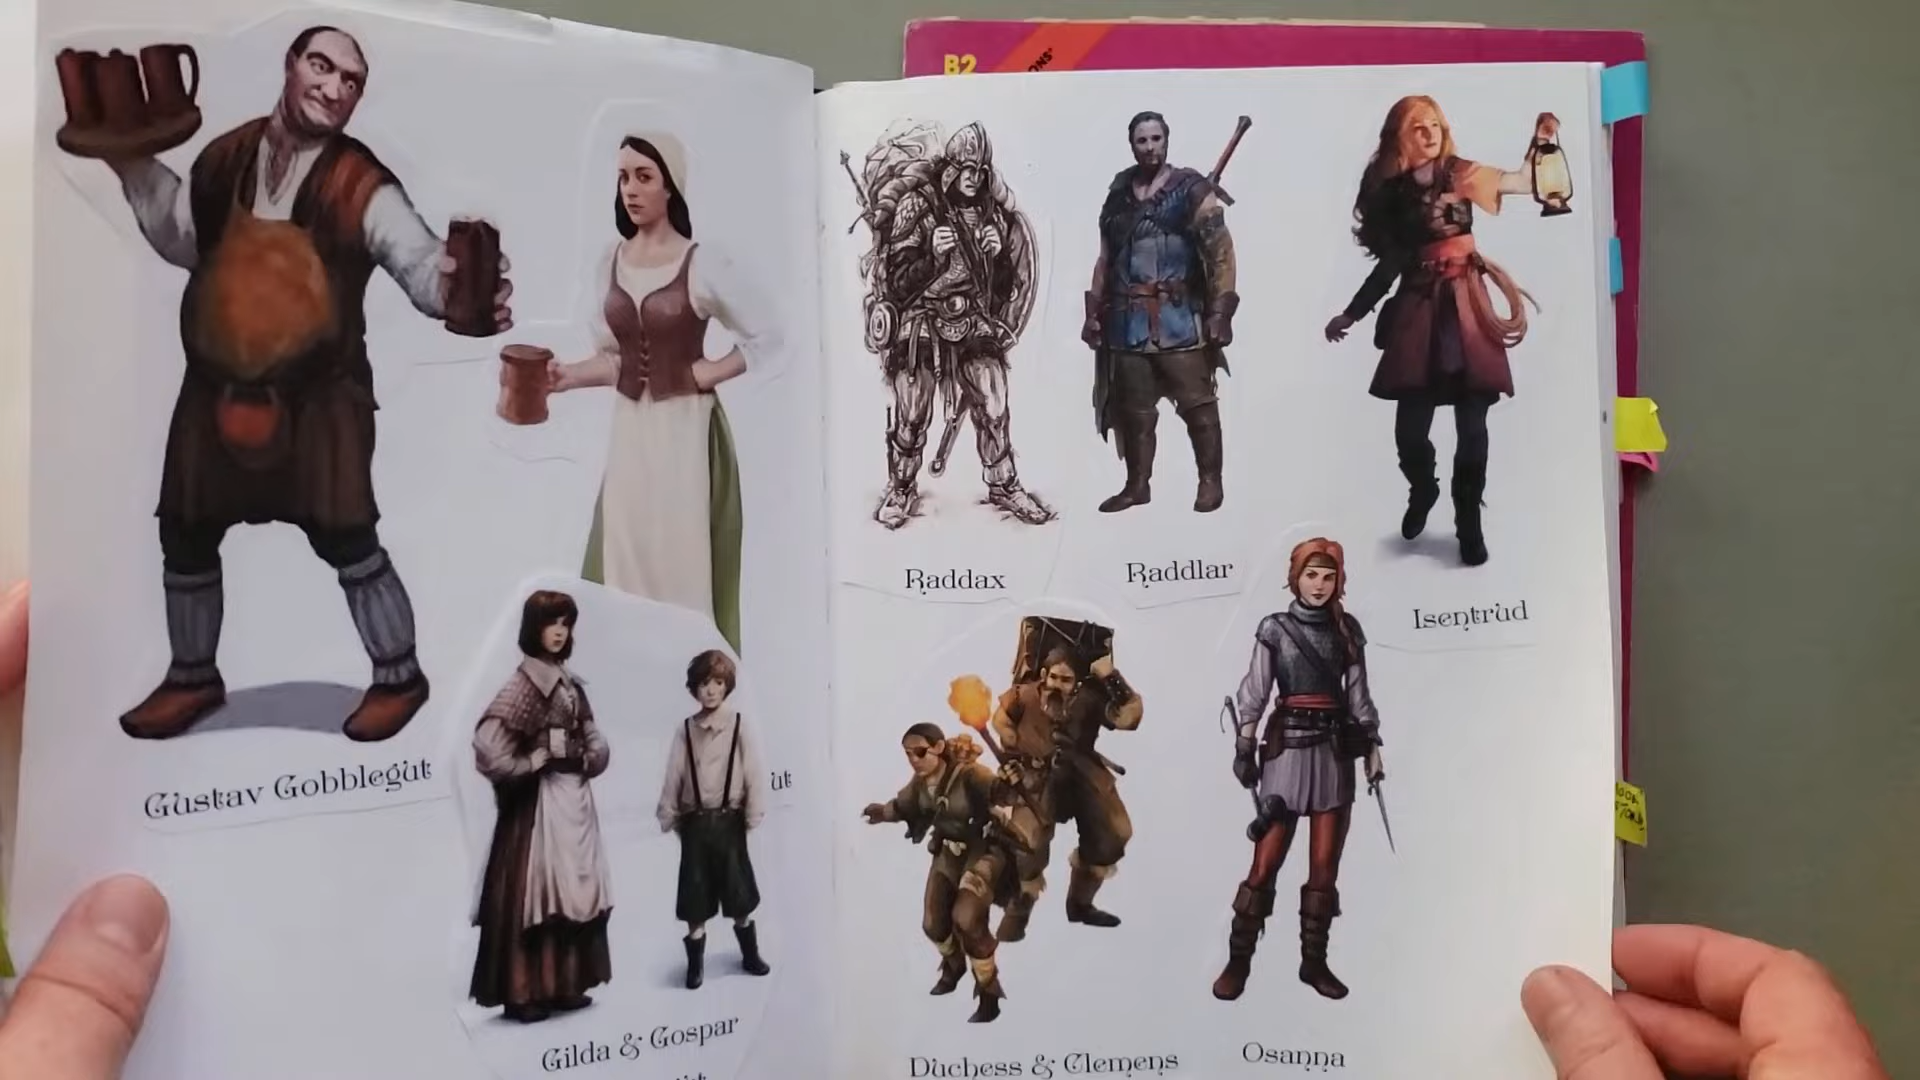 B2
Gustav Gobblegut
Gilda & Gospar
Raddax
Raddlar
Isentrud
Duchess & Clemens
Osanna